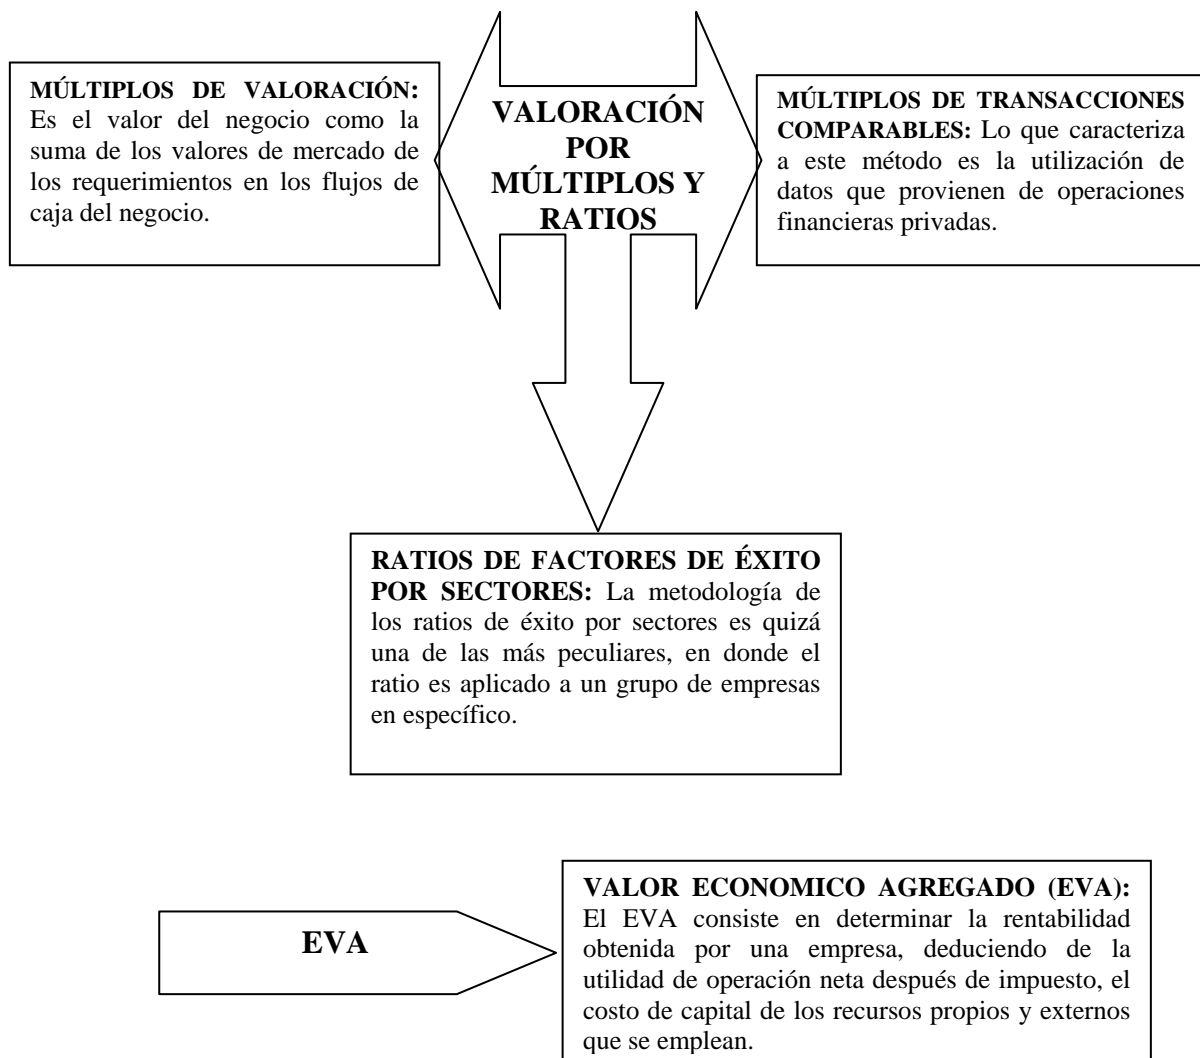 MÚLTIPLOS DE VALORACIÓN:
Es el valor del negocio como la
suma de los valores de mercado de
los requerimientos en los flujos de
caja del negocio.
VALORACIÓN
POR
MÚLTIPLOS Y
RATIOS
MÚLTIPLOS DE TRANSACCIONES
COMPARABLES: Lo que caracteriza
a este método es la utilización de
datos que provienen de operaciones
financieras privadas.
RATIOS DE FACTORES DE ÉXITO
POR SECTORES: La metodología de
los ratios de éxito por sectores es quizá
una de las más peculiares, en donde el
ratio es aplicado a un grupo de empresas
en específico.
EVA
VALOR ECONOMICO AGREGADO (EVA):
El EVA consiste en determinar la rentabilidad
obtenida por una empresa, deduciendo de la
utilidad de operación neta después de impuesto, el
costo de capital de los recursos propios y externos
que se emplean.